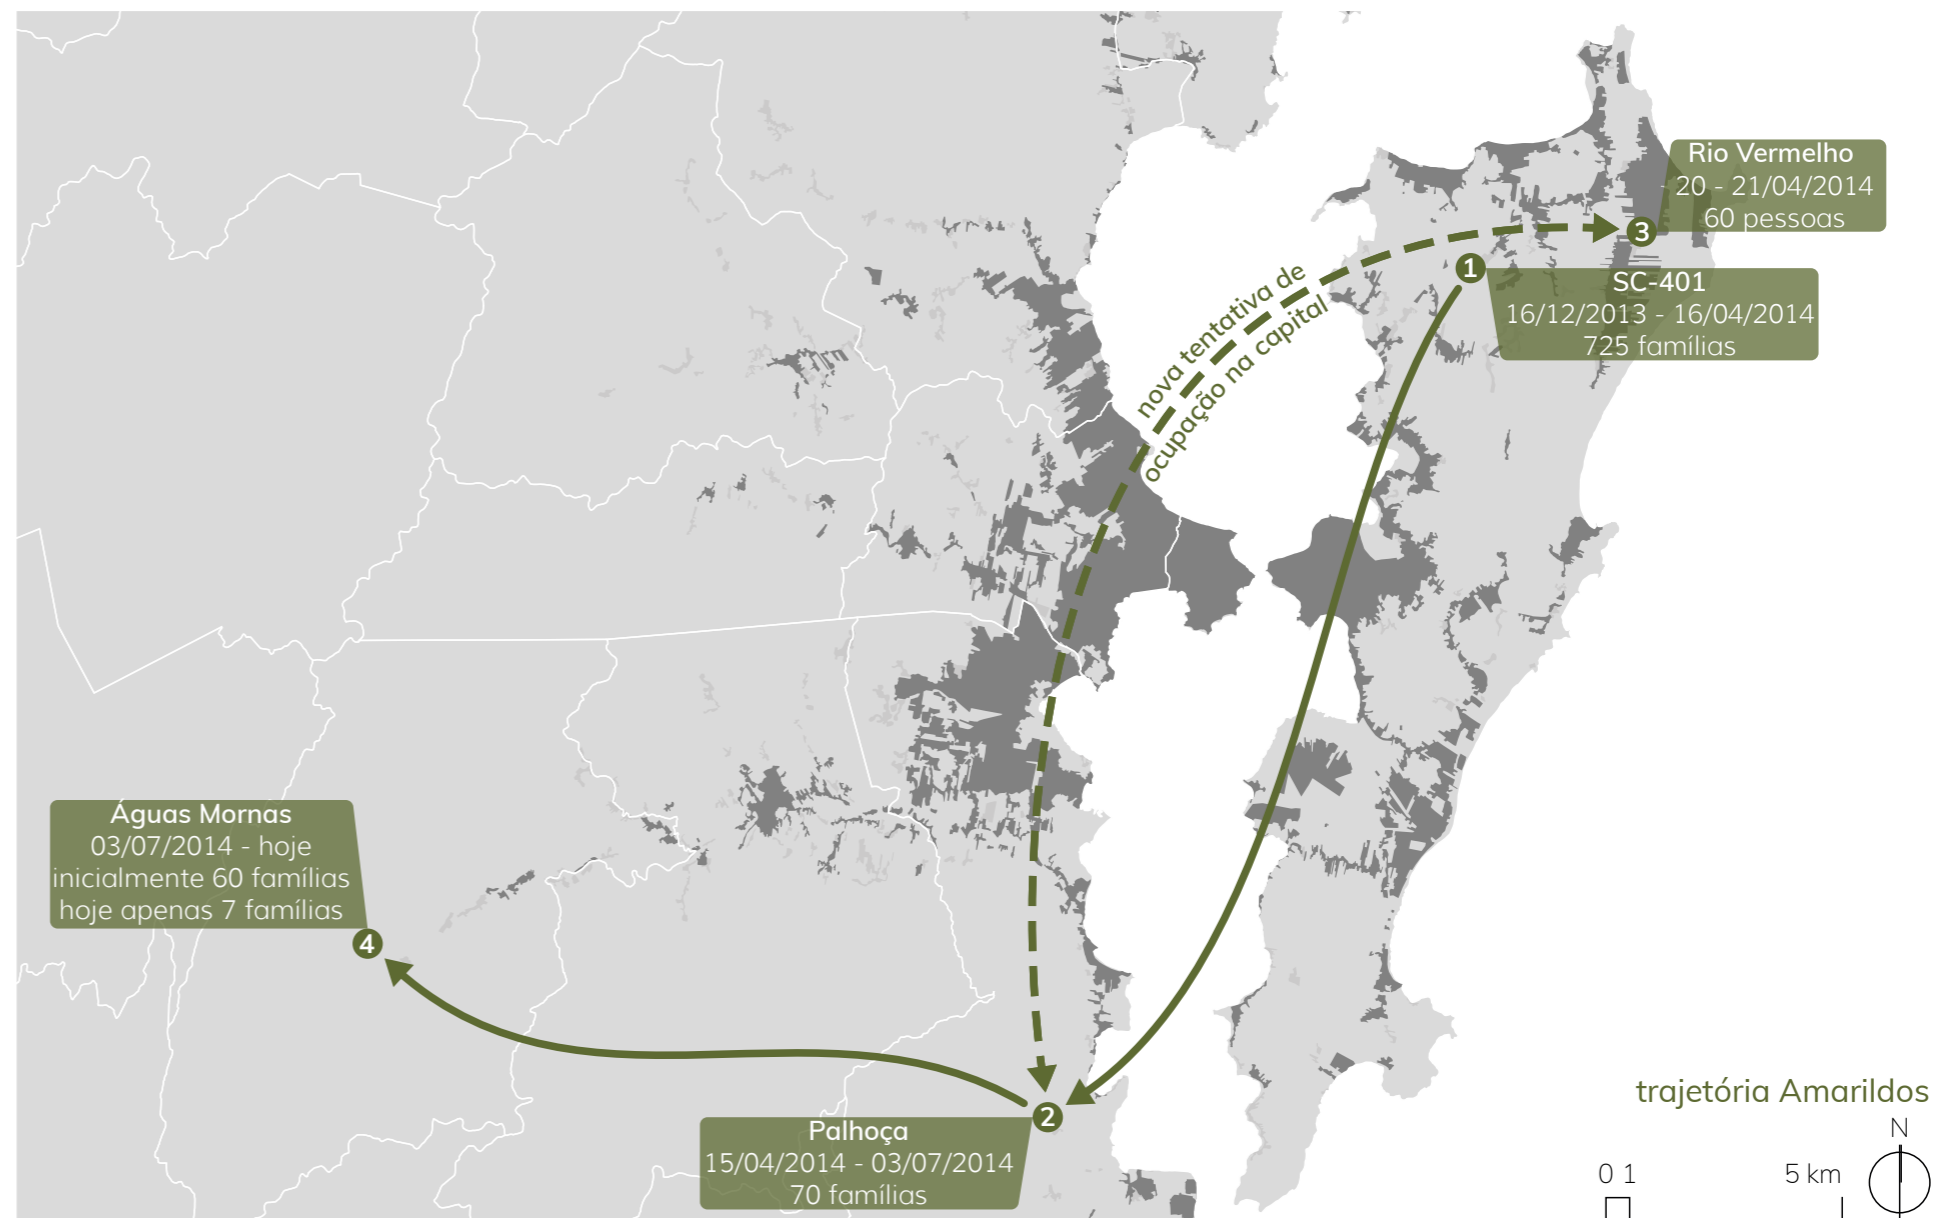 Rio Vermelho
20 - 21/04/2014
60 pessoas
3
1
SC-401
16/12/2013 - 16/04/2014
725 famílias
nova tentativa de
ocupação na capital
Águas Mornas
03/07/2014 - hoje
inicialmente 60 famílias
hoje apenas 7 famílias
4
2
Palhoça
15/04/2014 - 03/07/2014
70 famílias
trajetória Amarildos
N
0 1 5 km